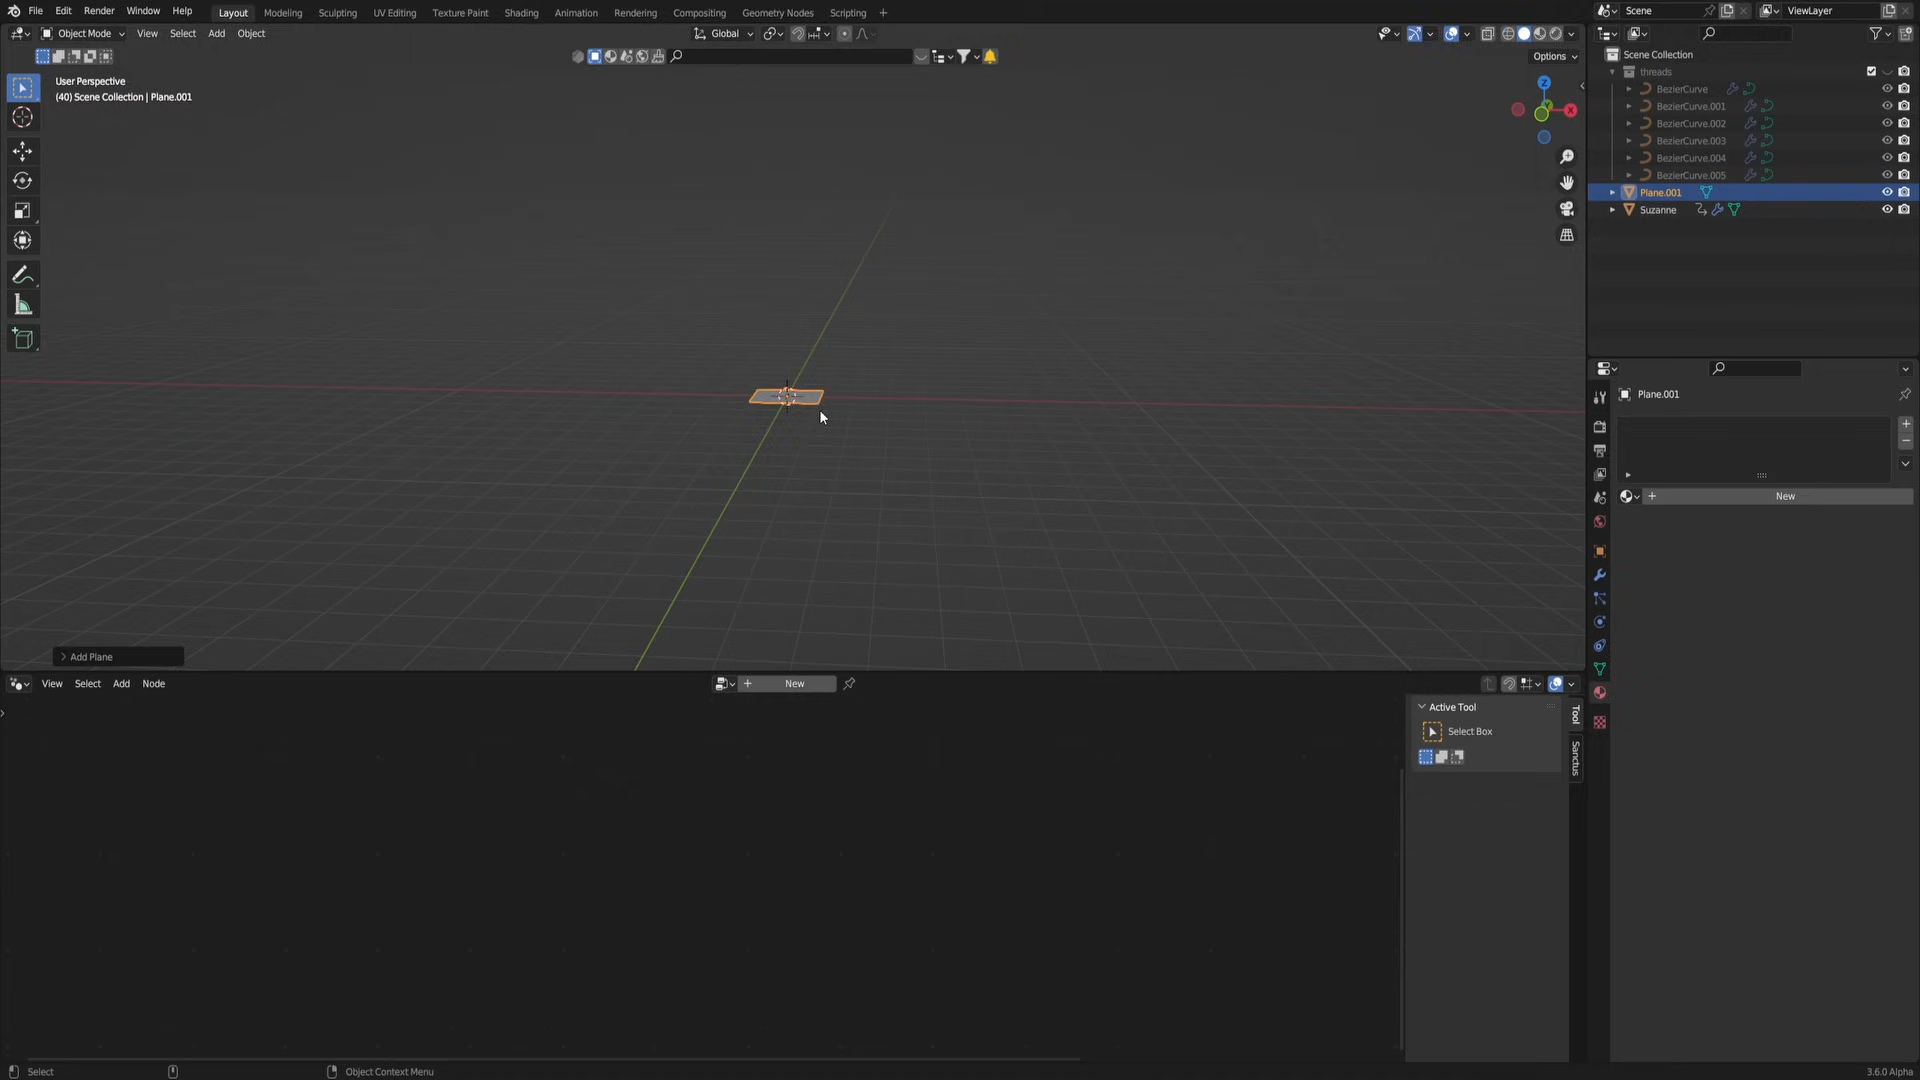 File Edit Render Window Help Layout Modeling Sculpting UV Editing Texture Paint Shading Animation Rendering Compositing Geometry Nodes Scripting + Scene ViewLayer
Object Mode View Select Add Object Global
Options
User Perspective
(40) Scene Collection | Plane.001
Scene Collection
threads
BezierCurve
BezierCurve.001
BezierCurve.002
BezierCurve.003
BezierCurve.004
BezierCurve.005
Plane.001
Suzanne
Z
X
Plane.001
New
Add Plane
View Select Add Node New
Active Tool
Select Box
Tool
Sanctus
Select Object Context Menu 3.6.0 Alpha